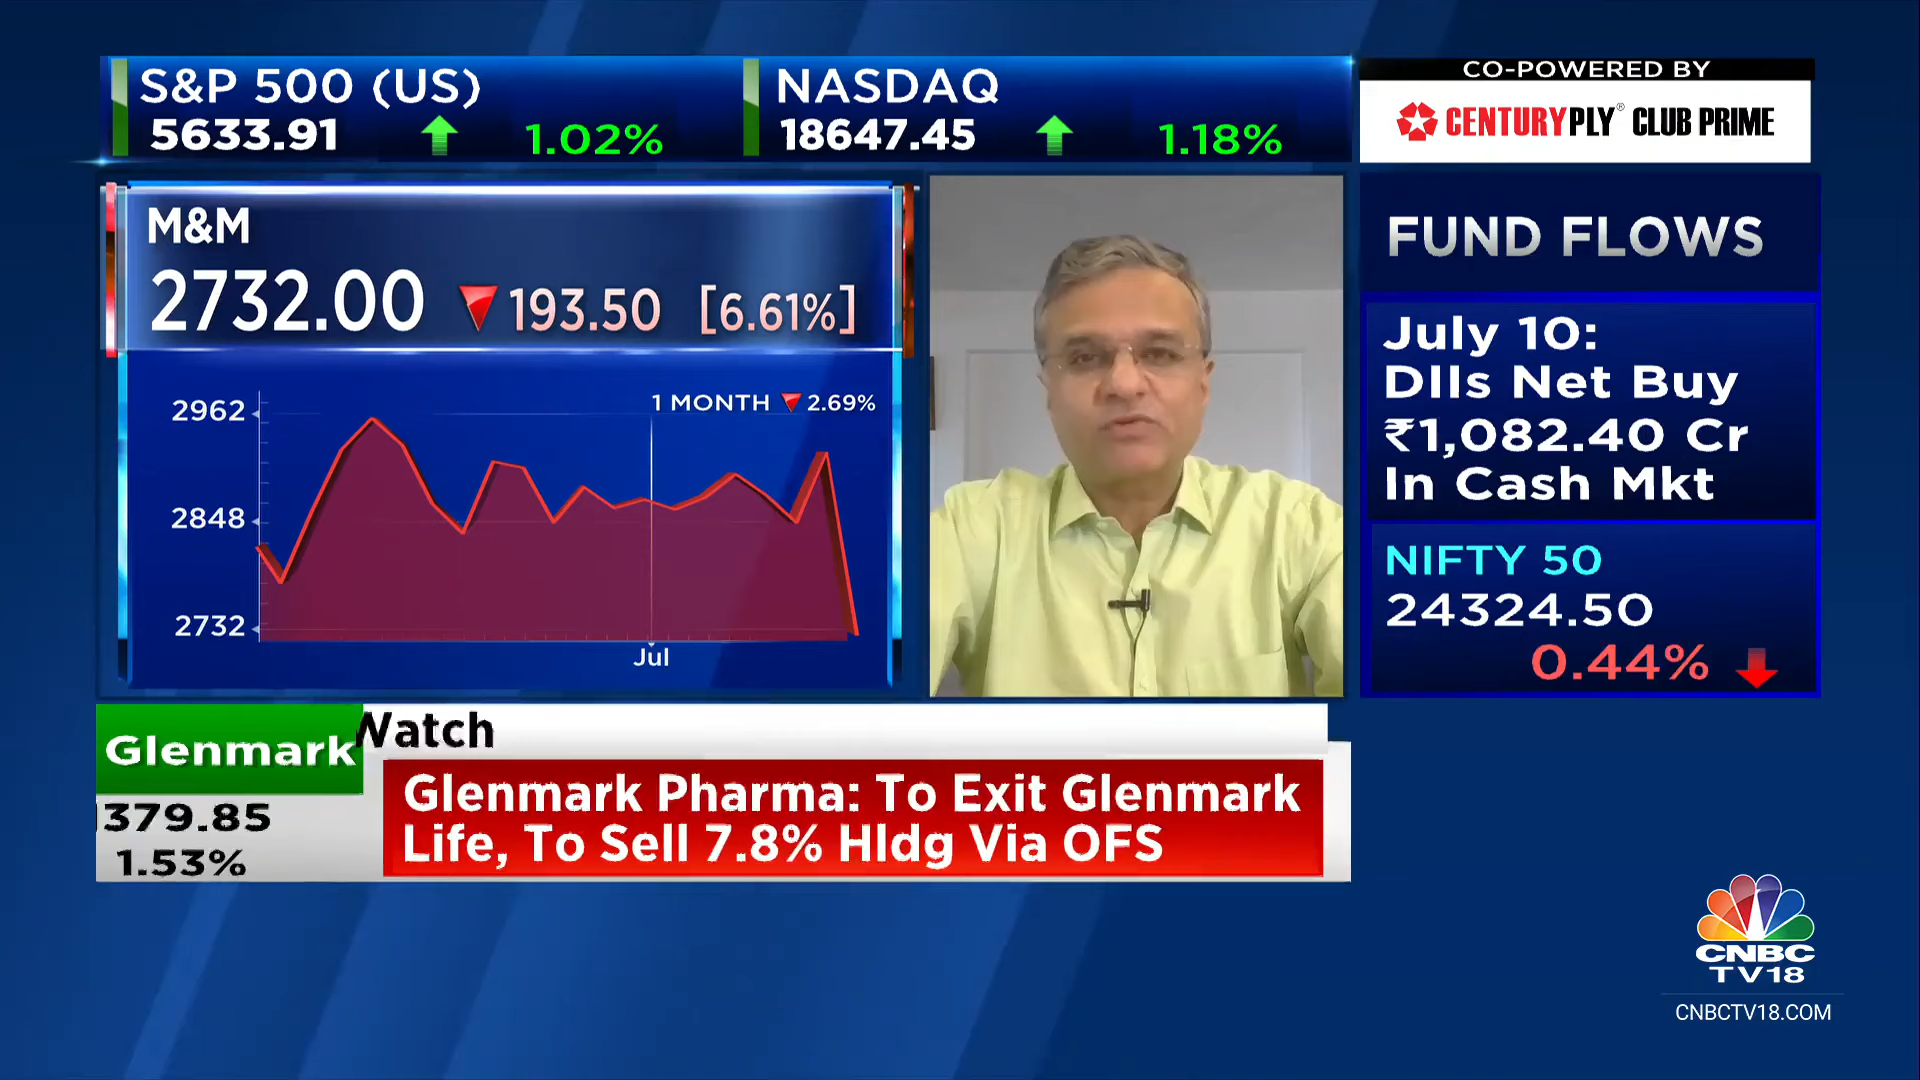 S&P 500 (US)
5633.91 1.02%
NASDAQ
18647.45 1.18%
CO-POWERED BY
CENTURYPLY® CLUB PRIME
M&M
2732.00 193.50 [6.61%]
1 MONTH 2.69%
2962
2848
2732
Jul
FUND FLOWS
July 10:
DIIs Net Buy
₹1,082.40 Cr
In Cash Mkt
NIFTY 50
24324.50
0.44%
Glenmark
379.85
1.53%
Watch
Glenmark Pharma: To Exit Glenmark
Life, To Sell 7.8% Hldg Via OFS
CNBC
TV18
CNBCTV18.COM